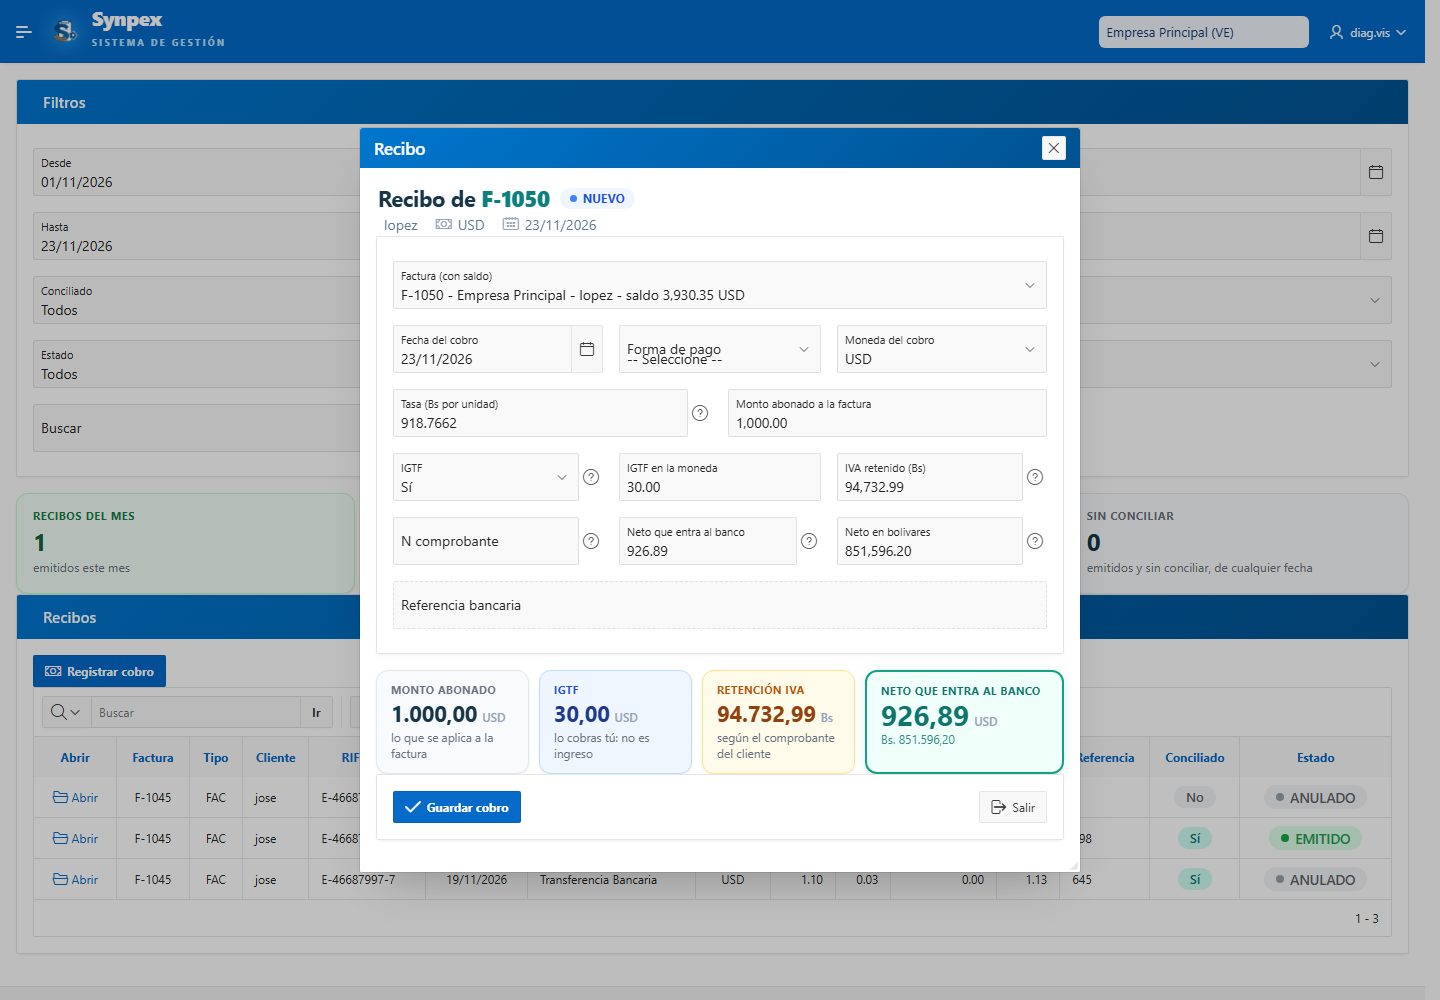 Synpex
SISTEMA DE GESTIÓN
Empresa Principal (VE)
diag.vis
Filtros
Desde
01/11/2026
Hasta
23/11/2026
Conciliado
Todos
Estado
Todos
Buscar
RECIBOS DEL MES
1
emitidos este mes
SIN CONCILIAR
0
emitidos y sin conciliar, de cualquier fecha
Recibos
Registrar cobro
Buscar
Ir
Abrir Factura Tipo Cliente RIF Referencia Conciliado Estado
Abrir F-1045 FAC jose E-4668 No ANULADO
Abrir F-1045 FAC jose E-4668 98 Sí EMITIDO
Abrir F-1045 FAC jose E-46687997-7 19/11/2026 Transferencia Bancaria USD 1.10 0.03 0.00 1.13 645 Sí ANULADO
1 - 3
Recibo
Recibo de F-1050 NUEVO
lopez USD 23/11/2026
Factura (con saldo)
F-1050 - Empresa Principal - lopez - saldo 3,930.35 USD
Fecha del cobro
23/11/2026
Forma de pago
-- Seleccione --
Moneda del cobro
USD
Tasa (Bs por unidad)
918.7662
Monto abonado a la factura
1,000.00
IGTF
Sí
IGTF en la moneda
30.00
IVA retenido (Bs)
94,732.99
N comprobante
Neto que entra al banco
926.89
Neto en bolivares
851,596.20
Referencia bancaria
MONTO ABONADO
1.000,00 USD
lo que se aplica a la
factura
IGTF
30,00 USD
lo cobras tú: no es
ingreso
RETENCIÓN IVA
94.732,99 Bs
según el comprobante
del cliente
NETO QUE ENTRA AL BANCO
926,89 USD
Bs. 851.596,20
Guardar cobro
Salir